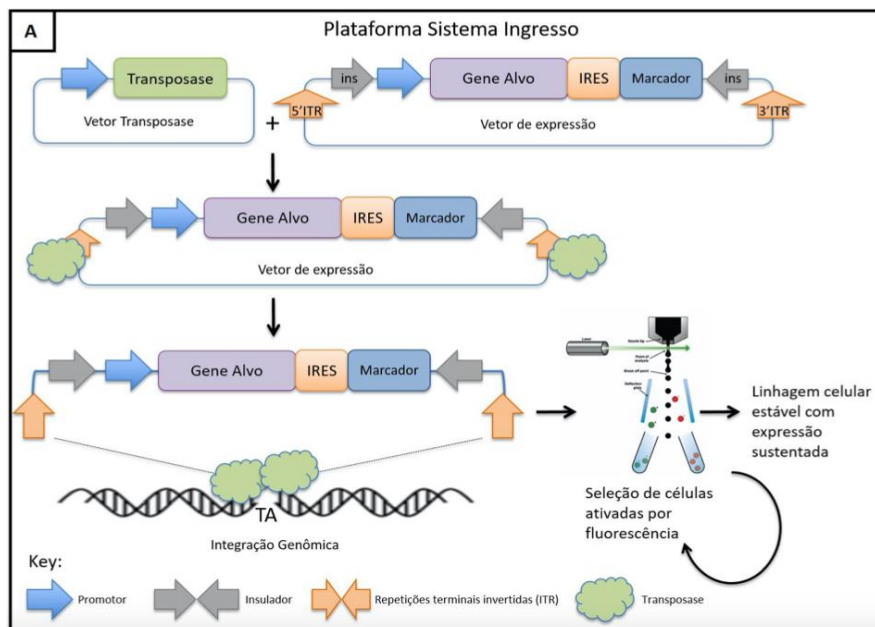 A
Plataforma Sistema Ingresso
Transposase
Vetor Transposase
+
5'ITR
ins
Gene Alvo
IRES
Marcador
ins
3'ITR
Vetor de expressão
Gene Alvo
IRES
Marcador
Vetor de expressão
Gene Alvo
IRES
Marcador
TA
Integração Genômica
Laser
Seleção de células
ativadas por
fluorescência
Linhagem celular
estável com
expressão
sustentada
Key:
Promotor
Insulador
Repetições terminais invertidas (ITR)
Transposase